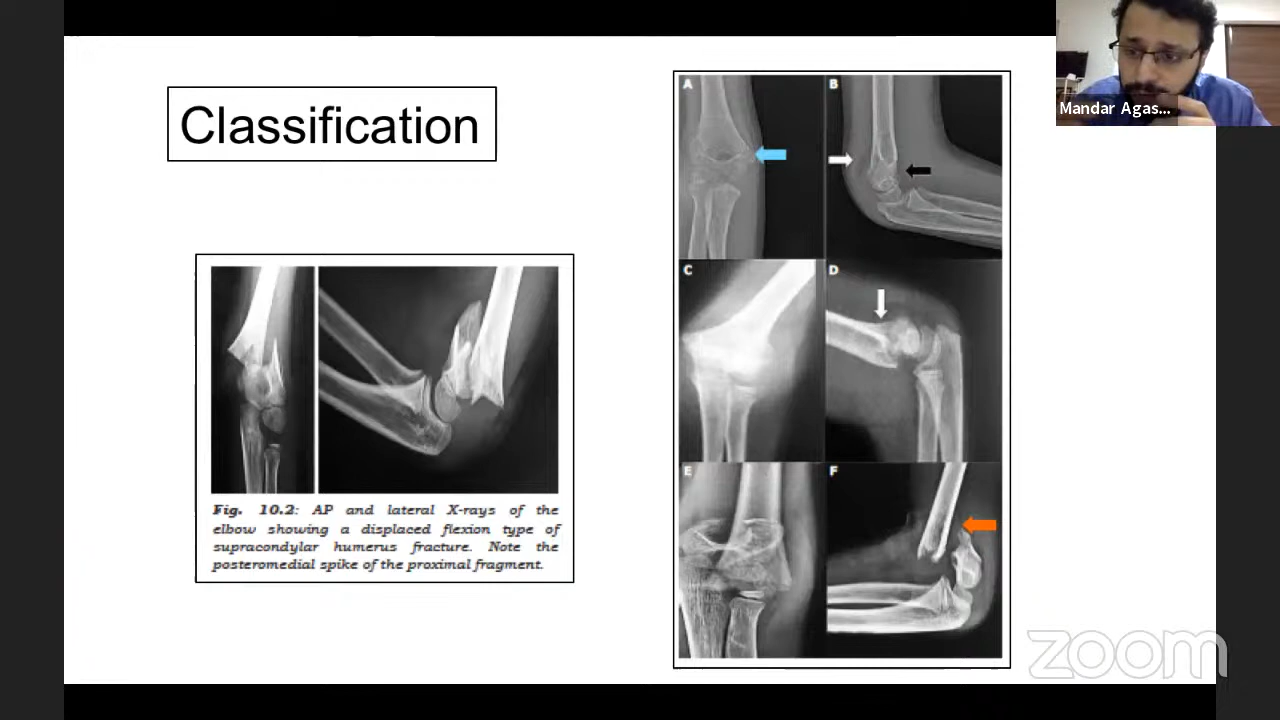 Classification
Fig. 10.2: AP and lateral X-rays of the
elbow showing a displaced flexion type of
supracondylar humerus fracture. Note the
posteromedial spike of the proximal fragment.
A
B
C
D
E
F
Mandar Agas...
zoom